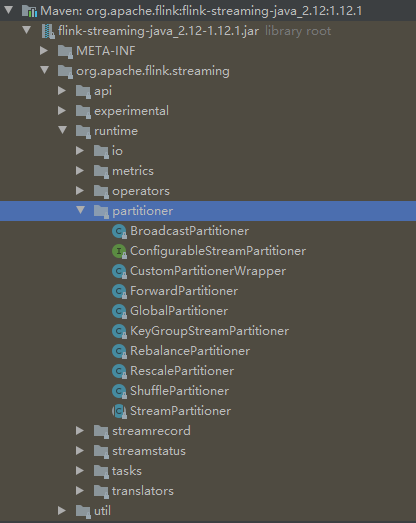 Maven: org.apache.flink:flink-streaming-java_2.12:1.12.1
flink-streaming-java_2.12-1.12.1.jar library root
META-INF
org.apache.flink.streaming
api
experimental
runtime
io
metrics
operators
partitioner
BroadcastPartitioner
ConfigurableStreamPartitioner
CustomPartitionerWrapper
ForwardPartitioner
GlobalPartitioner
KeyGroupStreamPartitioner
RebalancePartitioner
RescalePartitioner
ShufflePartitioner
StreamPartitioner
streamrecord
streamstatus
tasks
translators
util